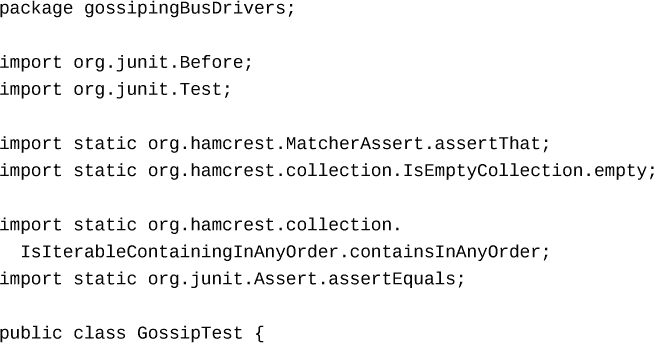 package gossipingBusDrivers;
import org.junit.Before;
import org.junit.Test;
import static org.hamcrest.MatcherAssert.assertThat;
import static org.hamcrest.collection.IsEmptyCollection.empty;
import static org.hamcrest.collection.
IsIterableContainingInAnyOrder.containsInAnyOrder;
import static org.junit.Assert.assertEquals;
public class GossipTest {